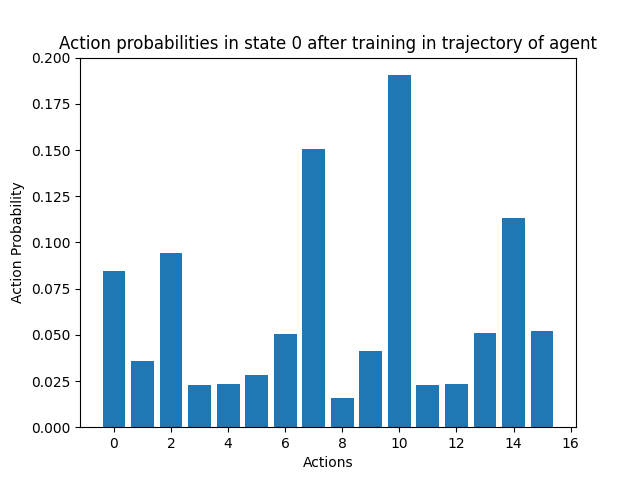 Action probabilities in state 0 after training in trajectory of agent
0.200
0.175
0.150
0.125
0.100
0.075
0.050
0.025
0.000
Action Probability
0 2 4 6 8 10 12 14 16
Actions